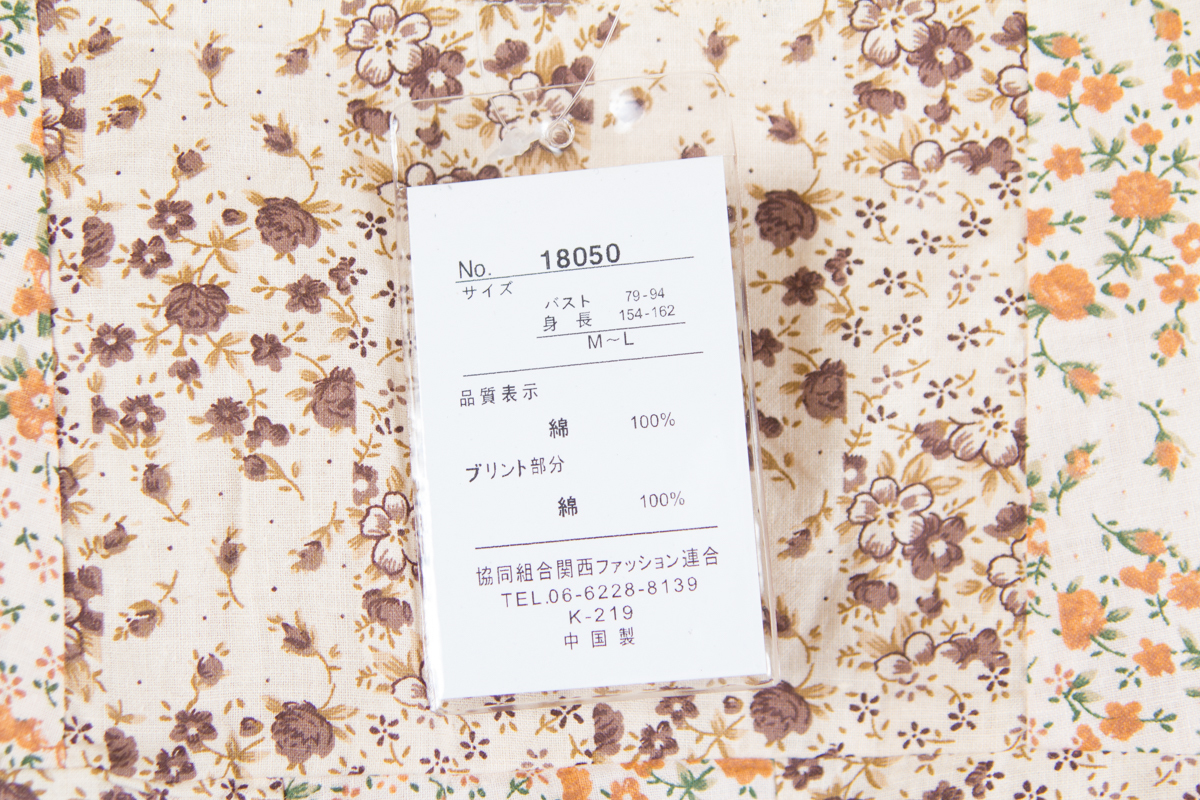 No. 18050
サイズ
バスト 79-94
身 長 154-162
M～L
品質表示
綿 100%
プリント部分
綿 100%
協同組合関西ファッション連合
TEL.06-6228-8139
K-219
中 国 製